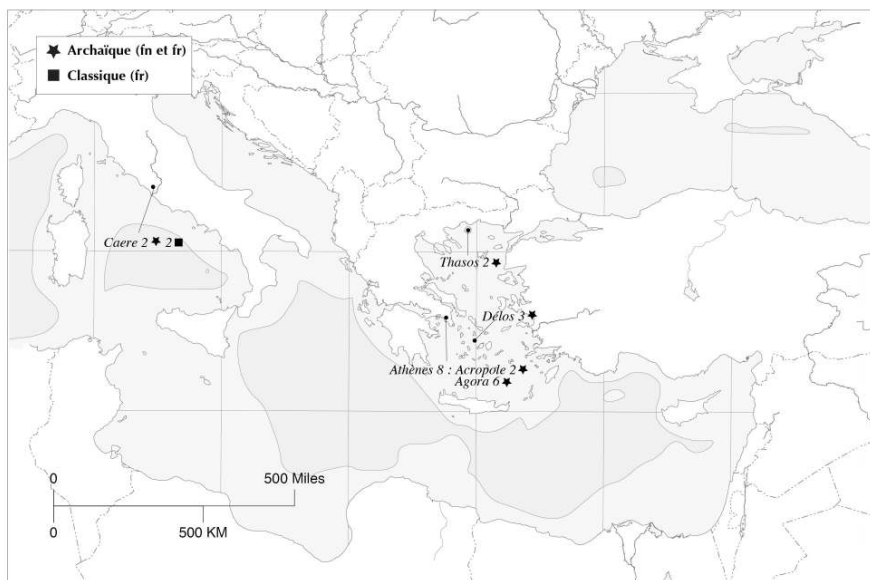 Archaïque (fn et fr)
Classique (fr)
Caere 2 2
Thasos 2
Délos 3
Athènes 8 : Acropole 2
Agora 6
0 500 Miles
0 500 KM